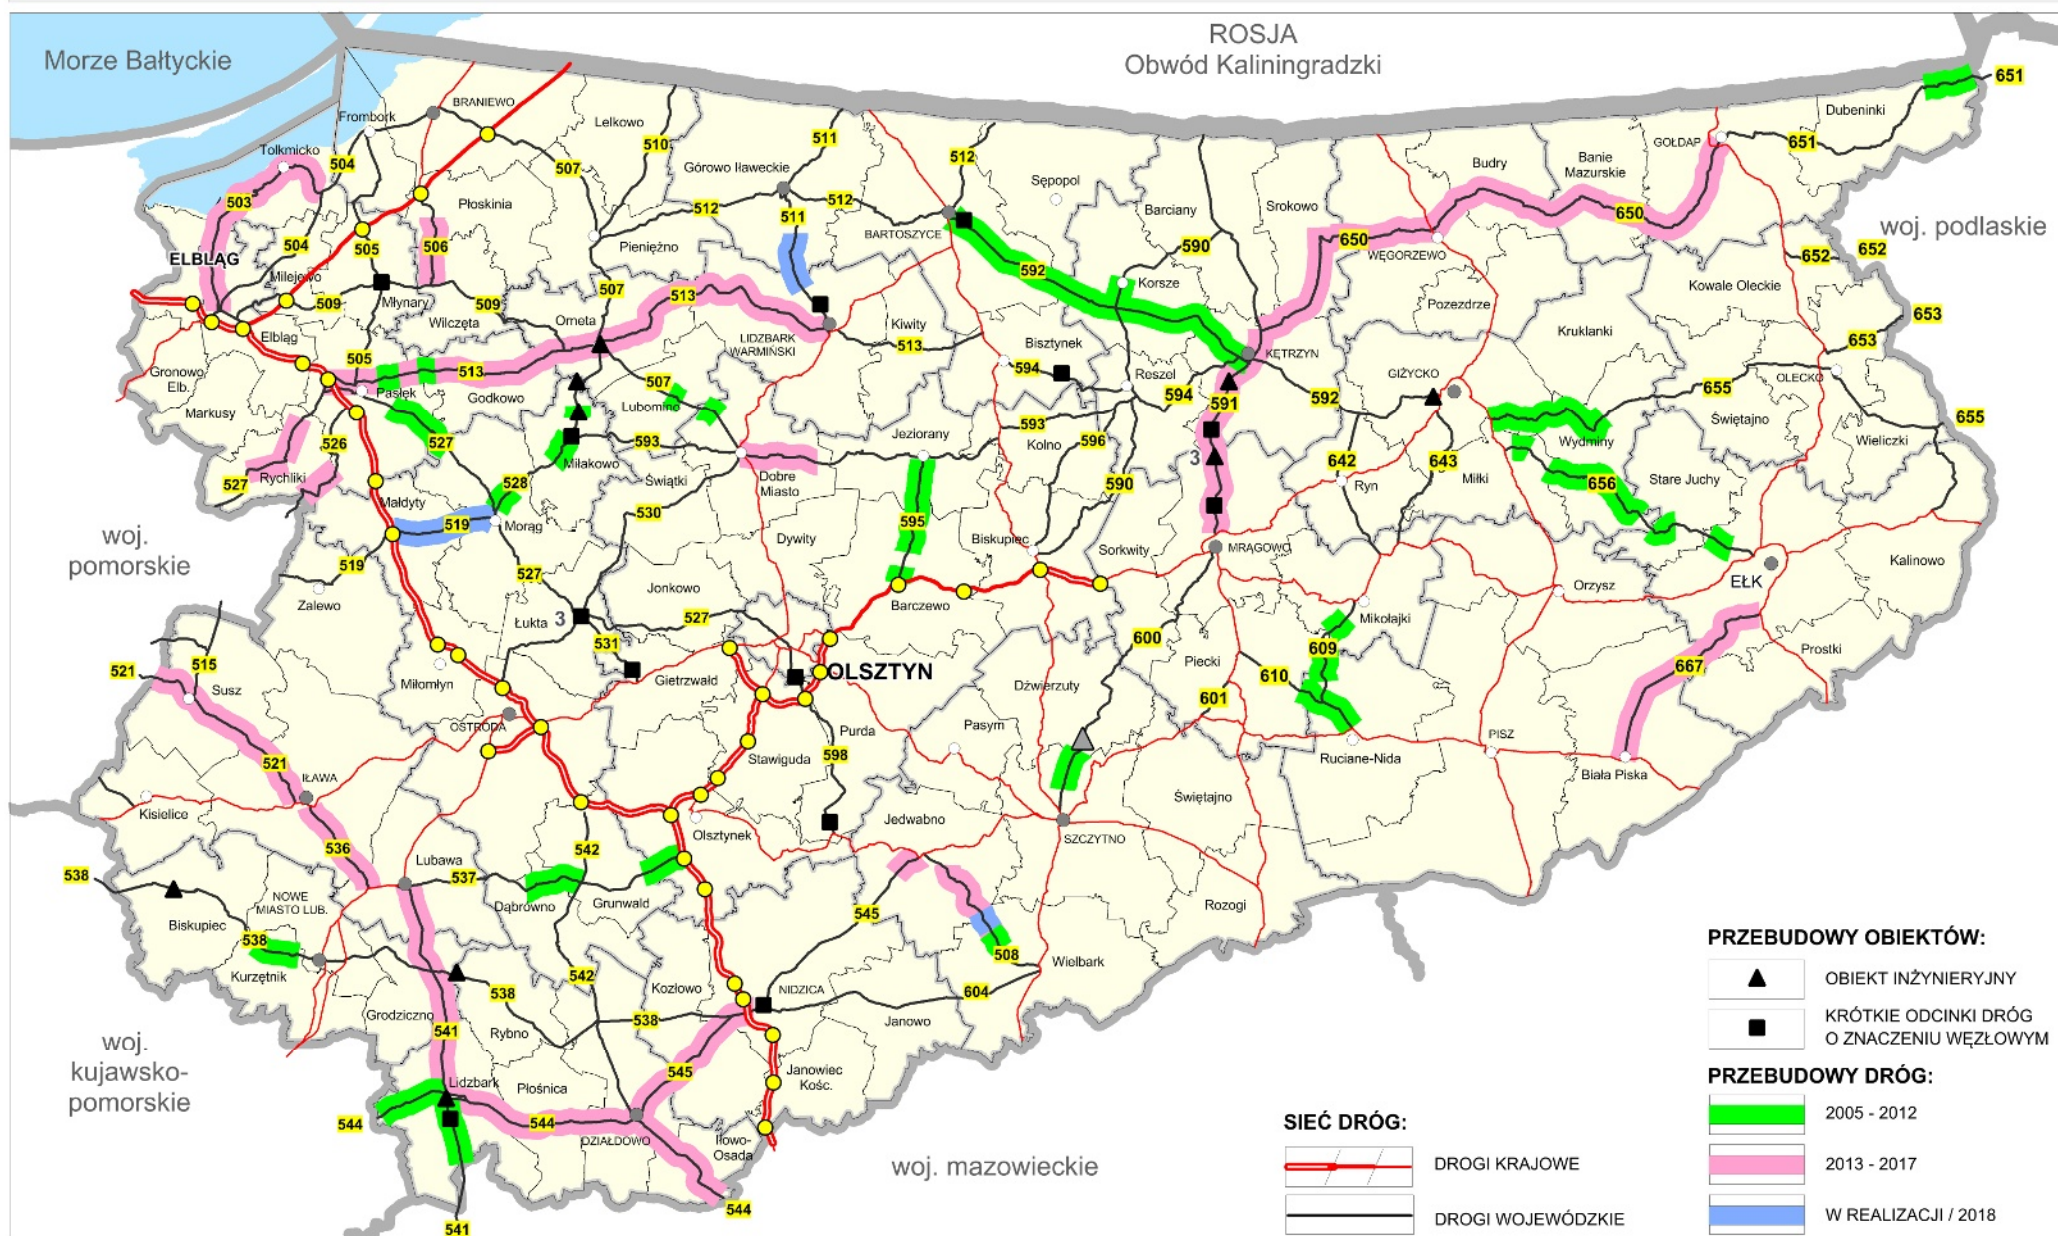 ROSJA
Obwód Kaliningradzki
Morze Bałtyckie
651
BRANIEWO
Frombork
Lelkowo
Dubeninki
Tolkmicko
504
507
510
Górowo Iławeckie
511
512
GOŁDAP
651
Budry
Banie
Mazurskie
Sępopol
503
Płoskinia
512
511
512
Barciany
Srokowo
650
woj. podlaskie
504
505
506
Pieniężno
BARTOSZYCE
590
650
WĘGORZEWO
652
652
ELBLĄG
Milejewo
509
Młynary
509
507
513
592
Korsze
Pozezdrze
Kowale Oleckie
653
Elbląg
Wilczęta
Orneta
LIDZBARK
WARMIŃSKI
Kiwity
513
Bisztynek
KĘTRZYN
Kruklanki
653
505
Gronowo
Elb.
513
Pasłęk
Godkowo
507
Lubomino
594
Reszel
594
591
592
GIŻYCKO
655
OLECKO
Markusy
526
527
593
Jeziorany
593
Kolno
596
Wydminy
Świętajno
655
Wieliczki
Rychliki
527
528
Miłakowo
Świątki
Dobre
Miasto
590
3
642
Ryn
643
Miłki
656
Stare Juchy
Małdyty
519
Morąg
530
595
Dywity
Biskupiec
Sorkwity
MRĄGOWO
woj.
pomorskie
519
Zalewo
527
Jonkowo
Barczewo
Orzysz
EŁK
Kalinowo
Łukta
3
527
531
600
Mikołajki
609
Prostki
515
521
Susz
Miłomłyn
Gietrzwałd
OLSZTYN
Dźwierzuty
Piecki
610
601
667
OSTRÓDA
Purda
Pasym
521
IŁAWA
Stawiguda
598
Ruciane-Nida
PISZ
Biała Piska
Kisielice
Olsztynek
Jedwabno
Świętajno
SZCZYTNO
536
Lubawa
537
542
538
NOWE
MIASTO LUB.
Dąbrówno
Grunwald
545
Rozogi
Biskupiec
538
Kurzętnik
508
Wielbark
542
538
Kozłowo
NIDZICA
604
Grodziczno
541
Rybno
538
Janowo
woj.
kujawsko-
pomorskie
545
Janowiec
Kośc.
Lidzbark
Płośnica
544
544
DZIAŁDOWO
Iłowo-
Osada
woj. mazowieckie
544
541
PRZEBUDOWY OBIEKTÓW:
OBIEKT INŻYNIERYJNY
KRÓTKIE ODCINKI DRÓG
O ZNACZENIU WĘZŁOWYM
PRZEBUDOWY DRÓG:
2005 - 2012
2013 - 2017
W REALIZACJI / 2018
SIEĆ DRÓG:
DROGI KRAJOWE
DROGI WOJEWÓDZKIE